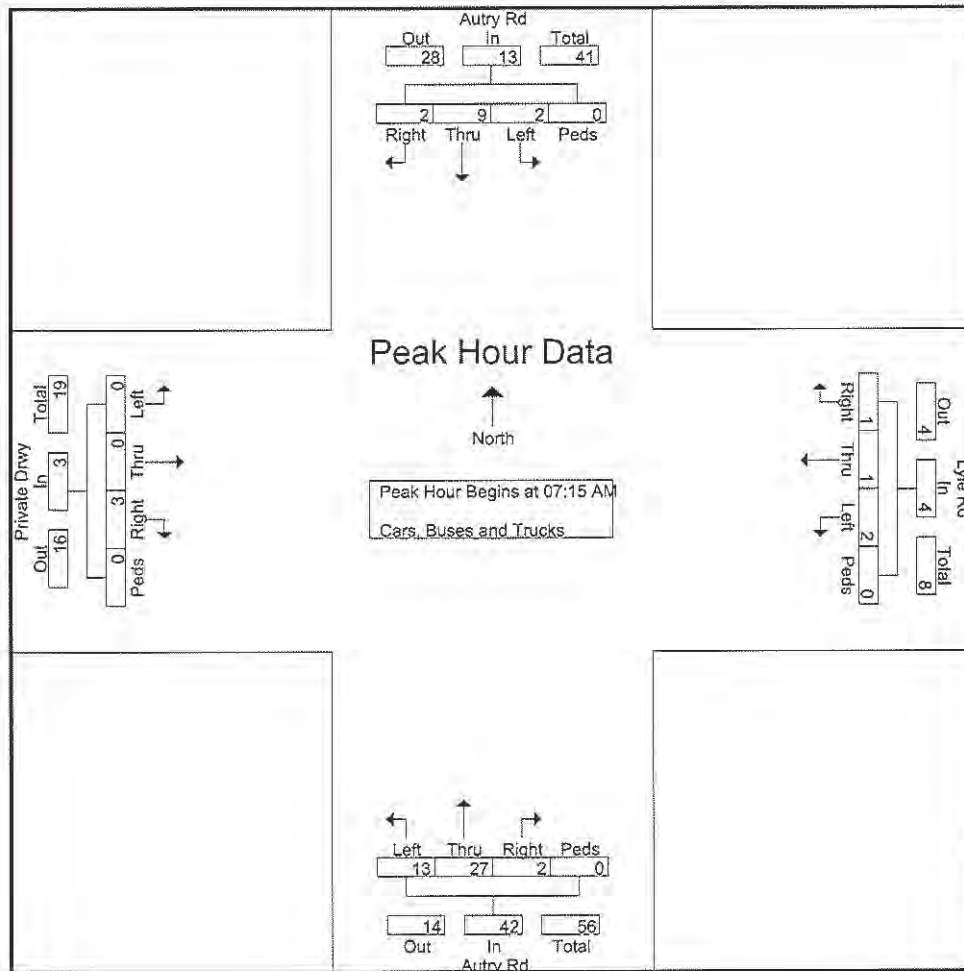 Autry Rd
Out In Total
28 13 41
2 9 2 0
Right Thru Left Peds
Peak Hour Data
North
Peak Hour Begins at 07:15 AM
Cars, Buses and Trucks
Private Drwy
Out In Total
16 3 19
0 3 0 0
Peds Right Thru Left
Lyle Rd
Out In Total
4 4 8
1 1 2 0
Right Thru Left Peds
Left Thru Right Peds
13 27 2 0
14 42 56
Out In Total
Autry Rd